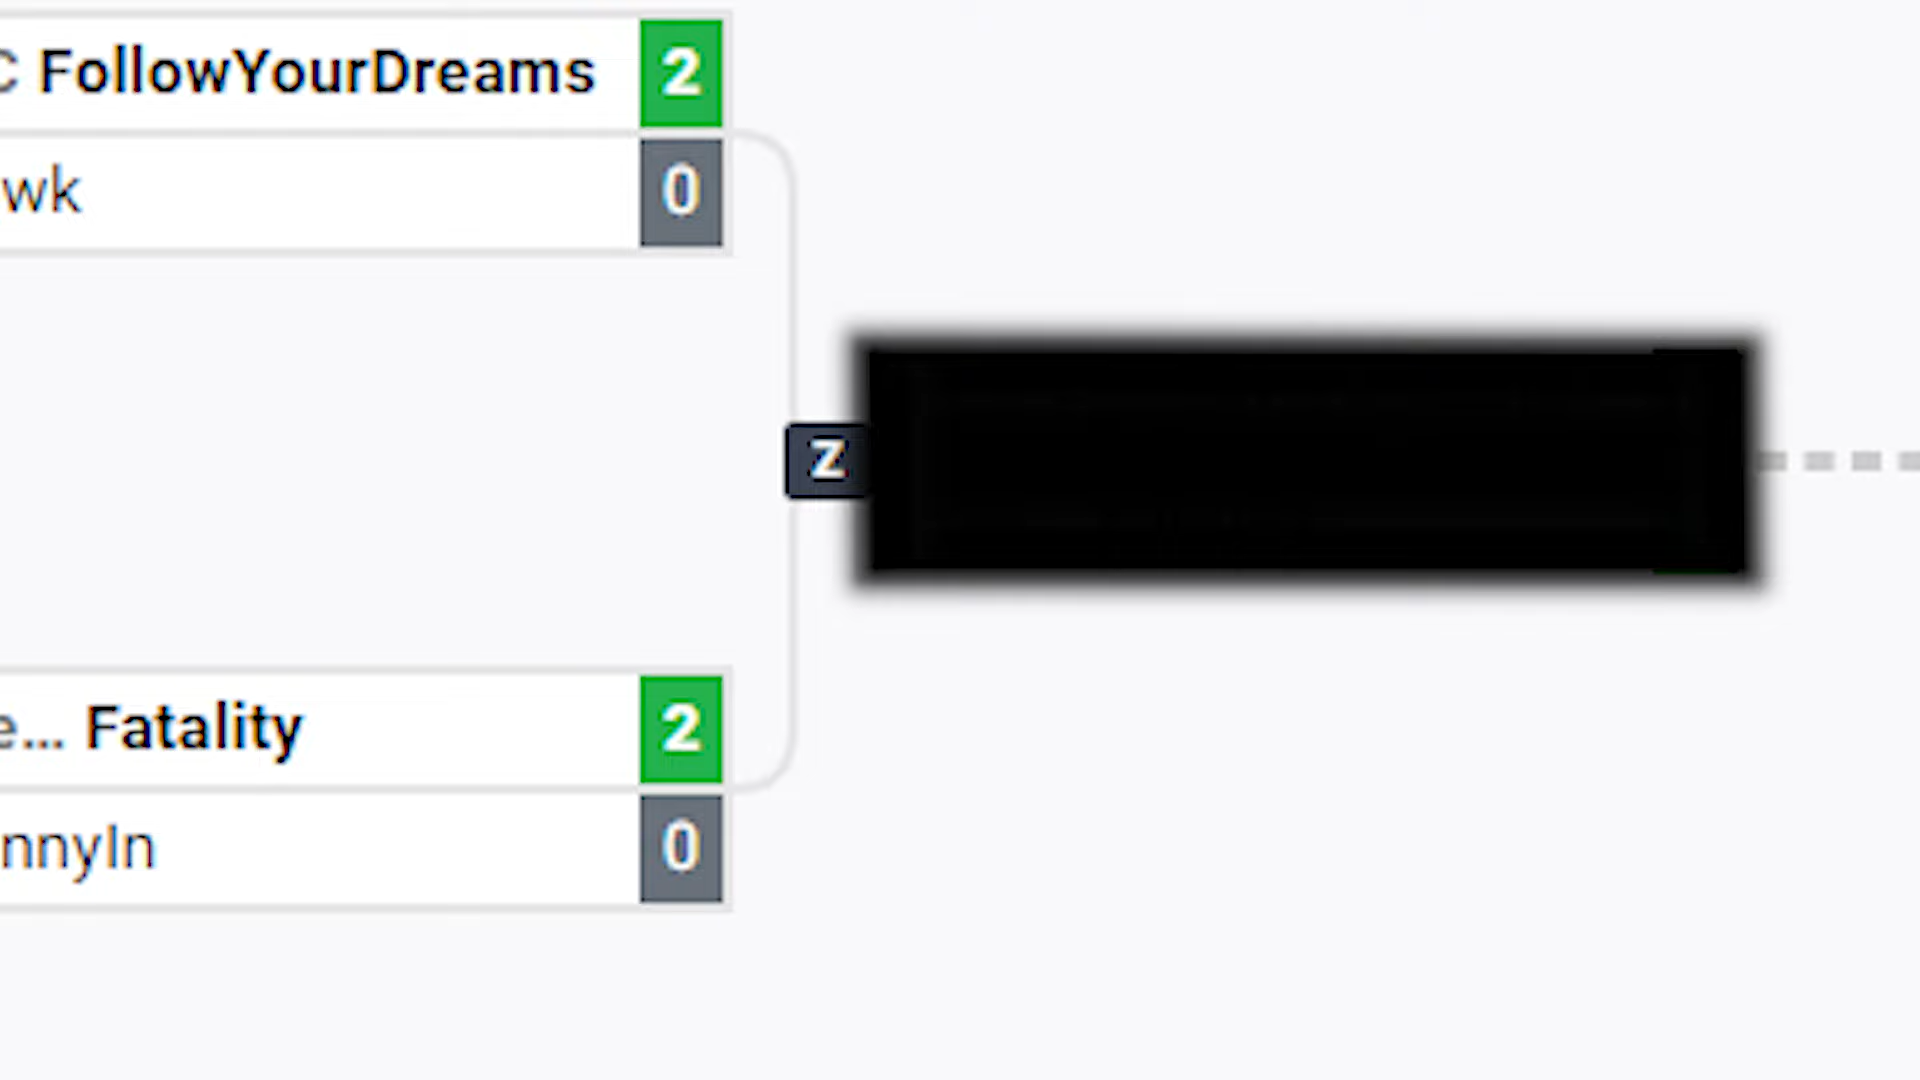 C FollowYourDreams 2
wk 0
Z
e... Fatality 2
nnyIn 0